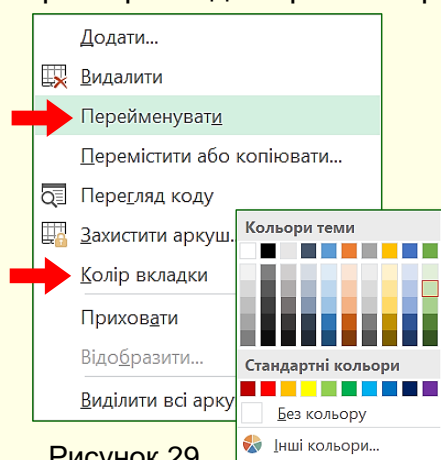 Додати...
Видалити
Перейменувати
Перемістити або копіювати...
Перегляд коду
Захистити аркуш.
Колір вкладки
Приховати
Відобразити...
Виділити всі арку
Кольори теми
Стандартні кольори
Без кольору
Інші кольори...
Рисунок 29